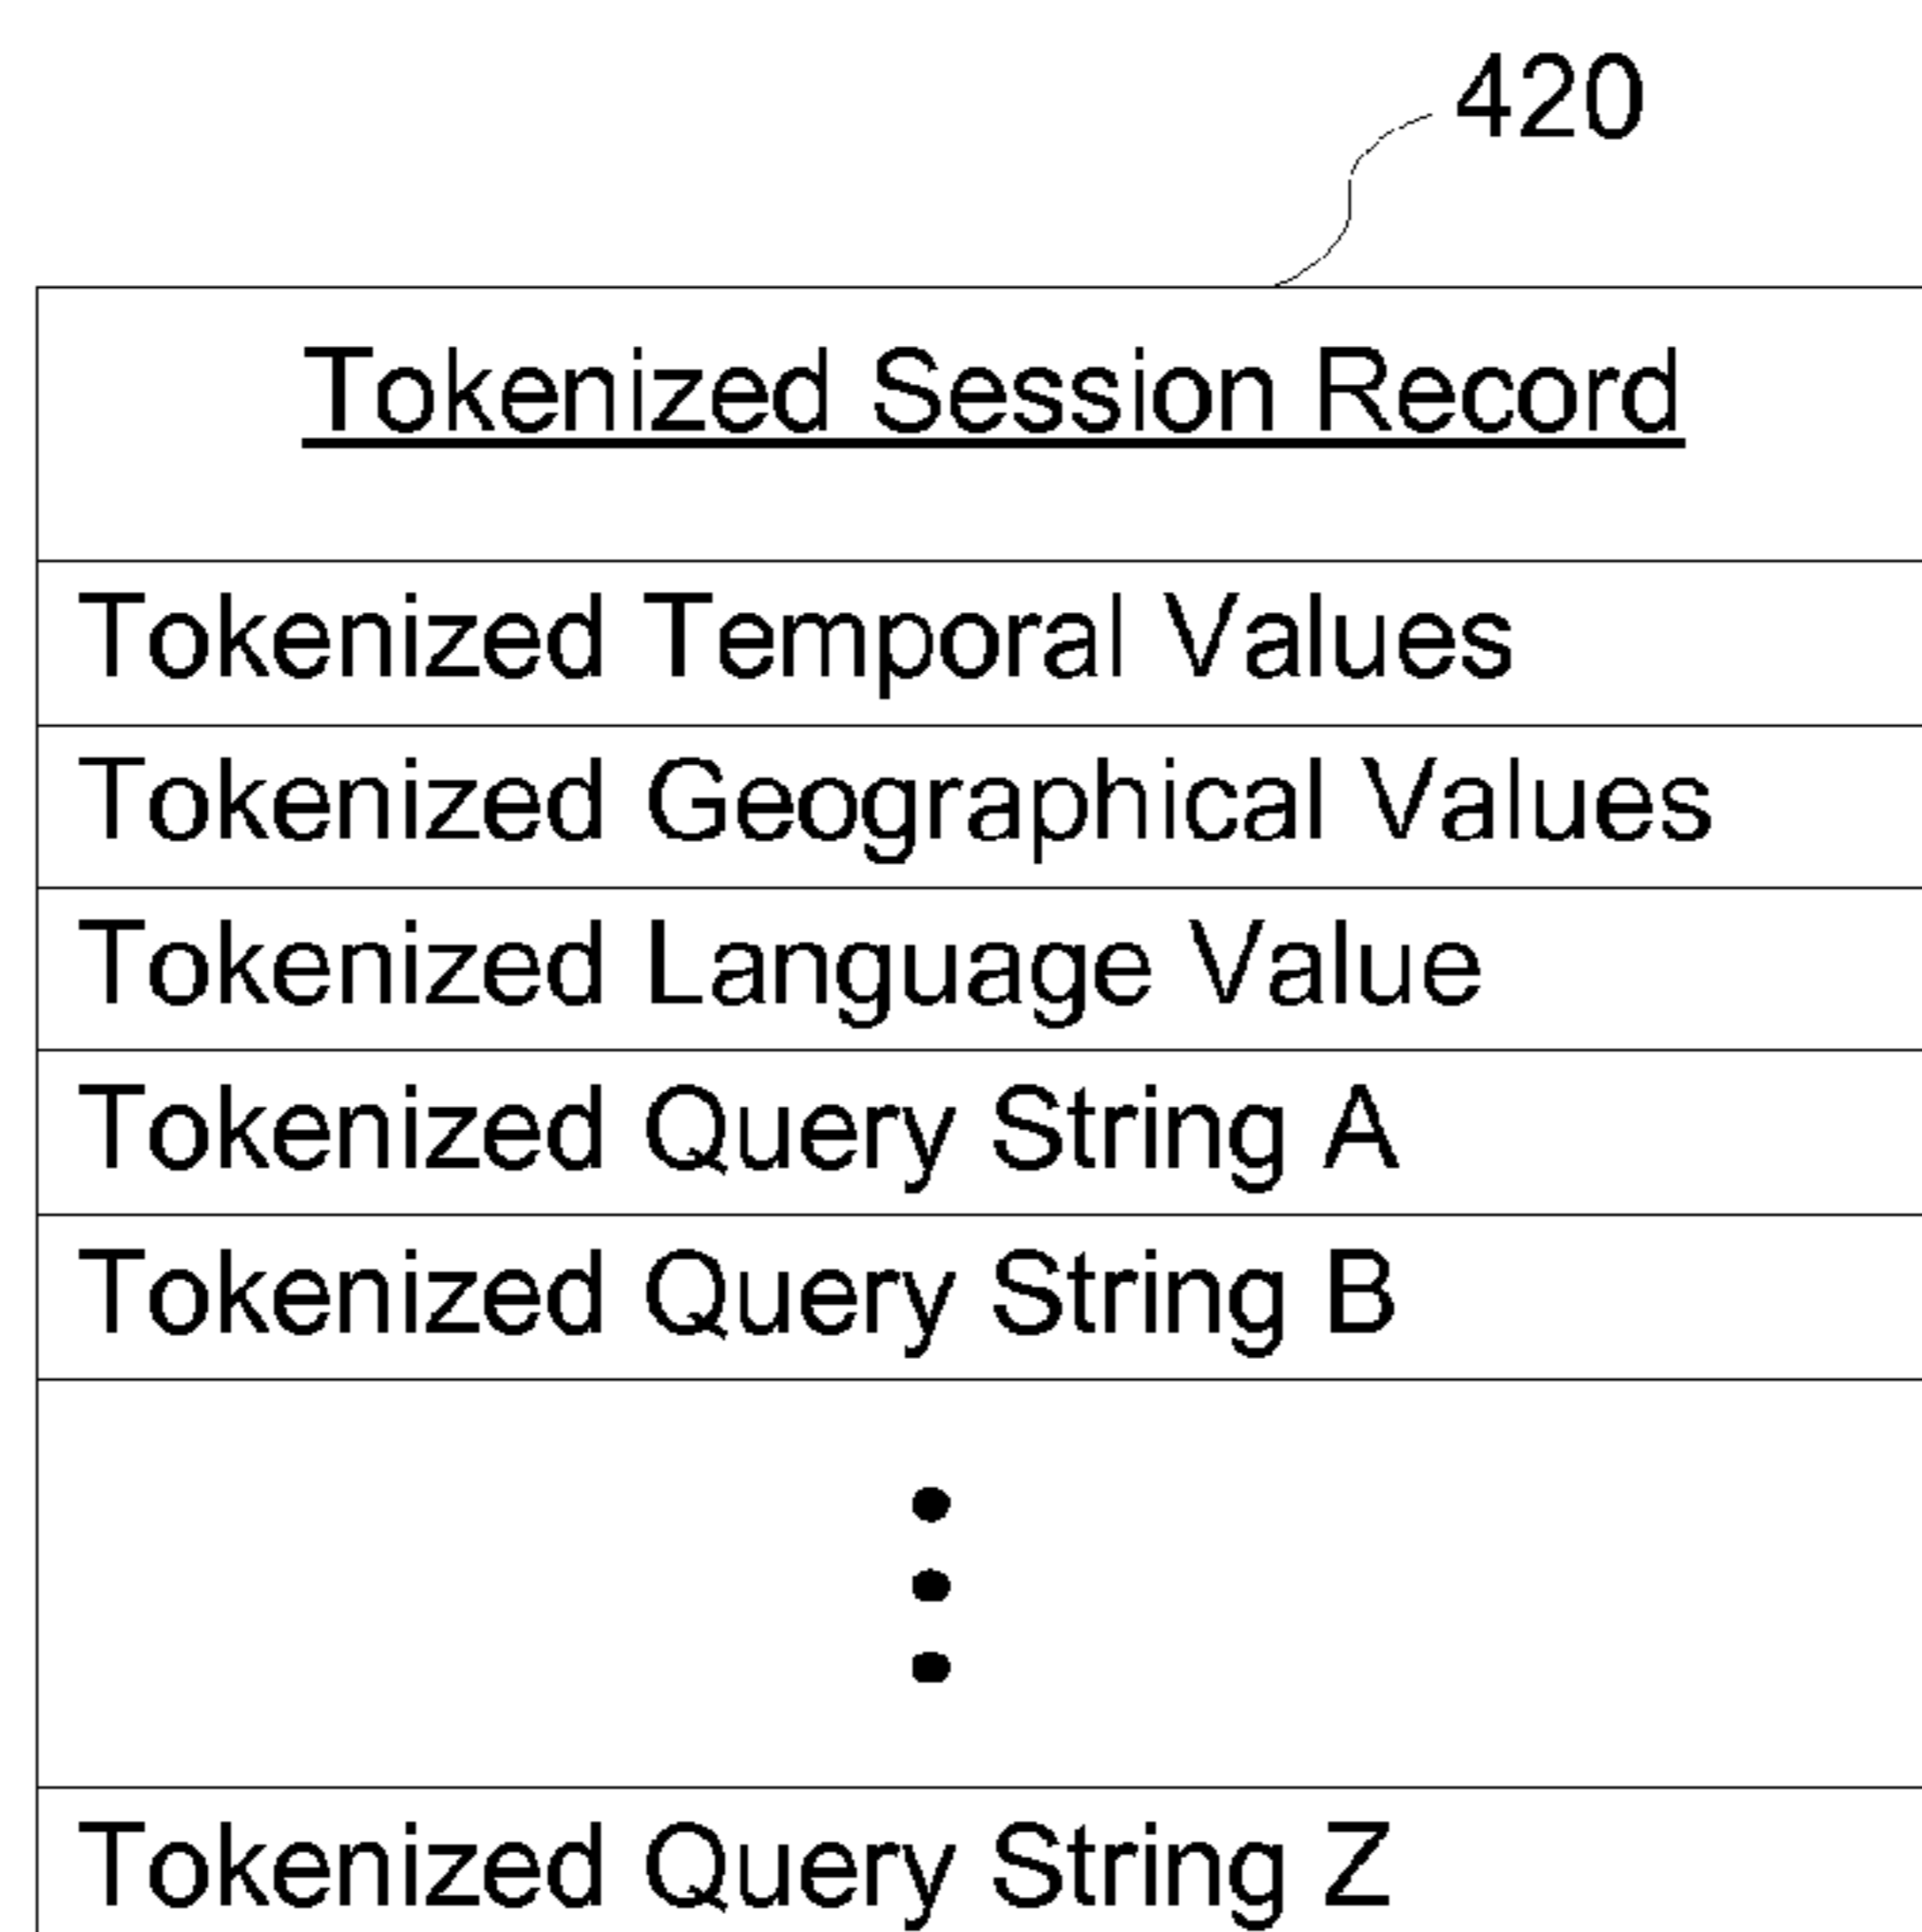 420
Tokenized Session Record
Tokenized Temporal Values
Tokenized Geographical Values
Tokenized Language Value
Tokenized Query String A
Tokenized Query String B
Tokenized Query String Z